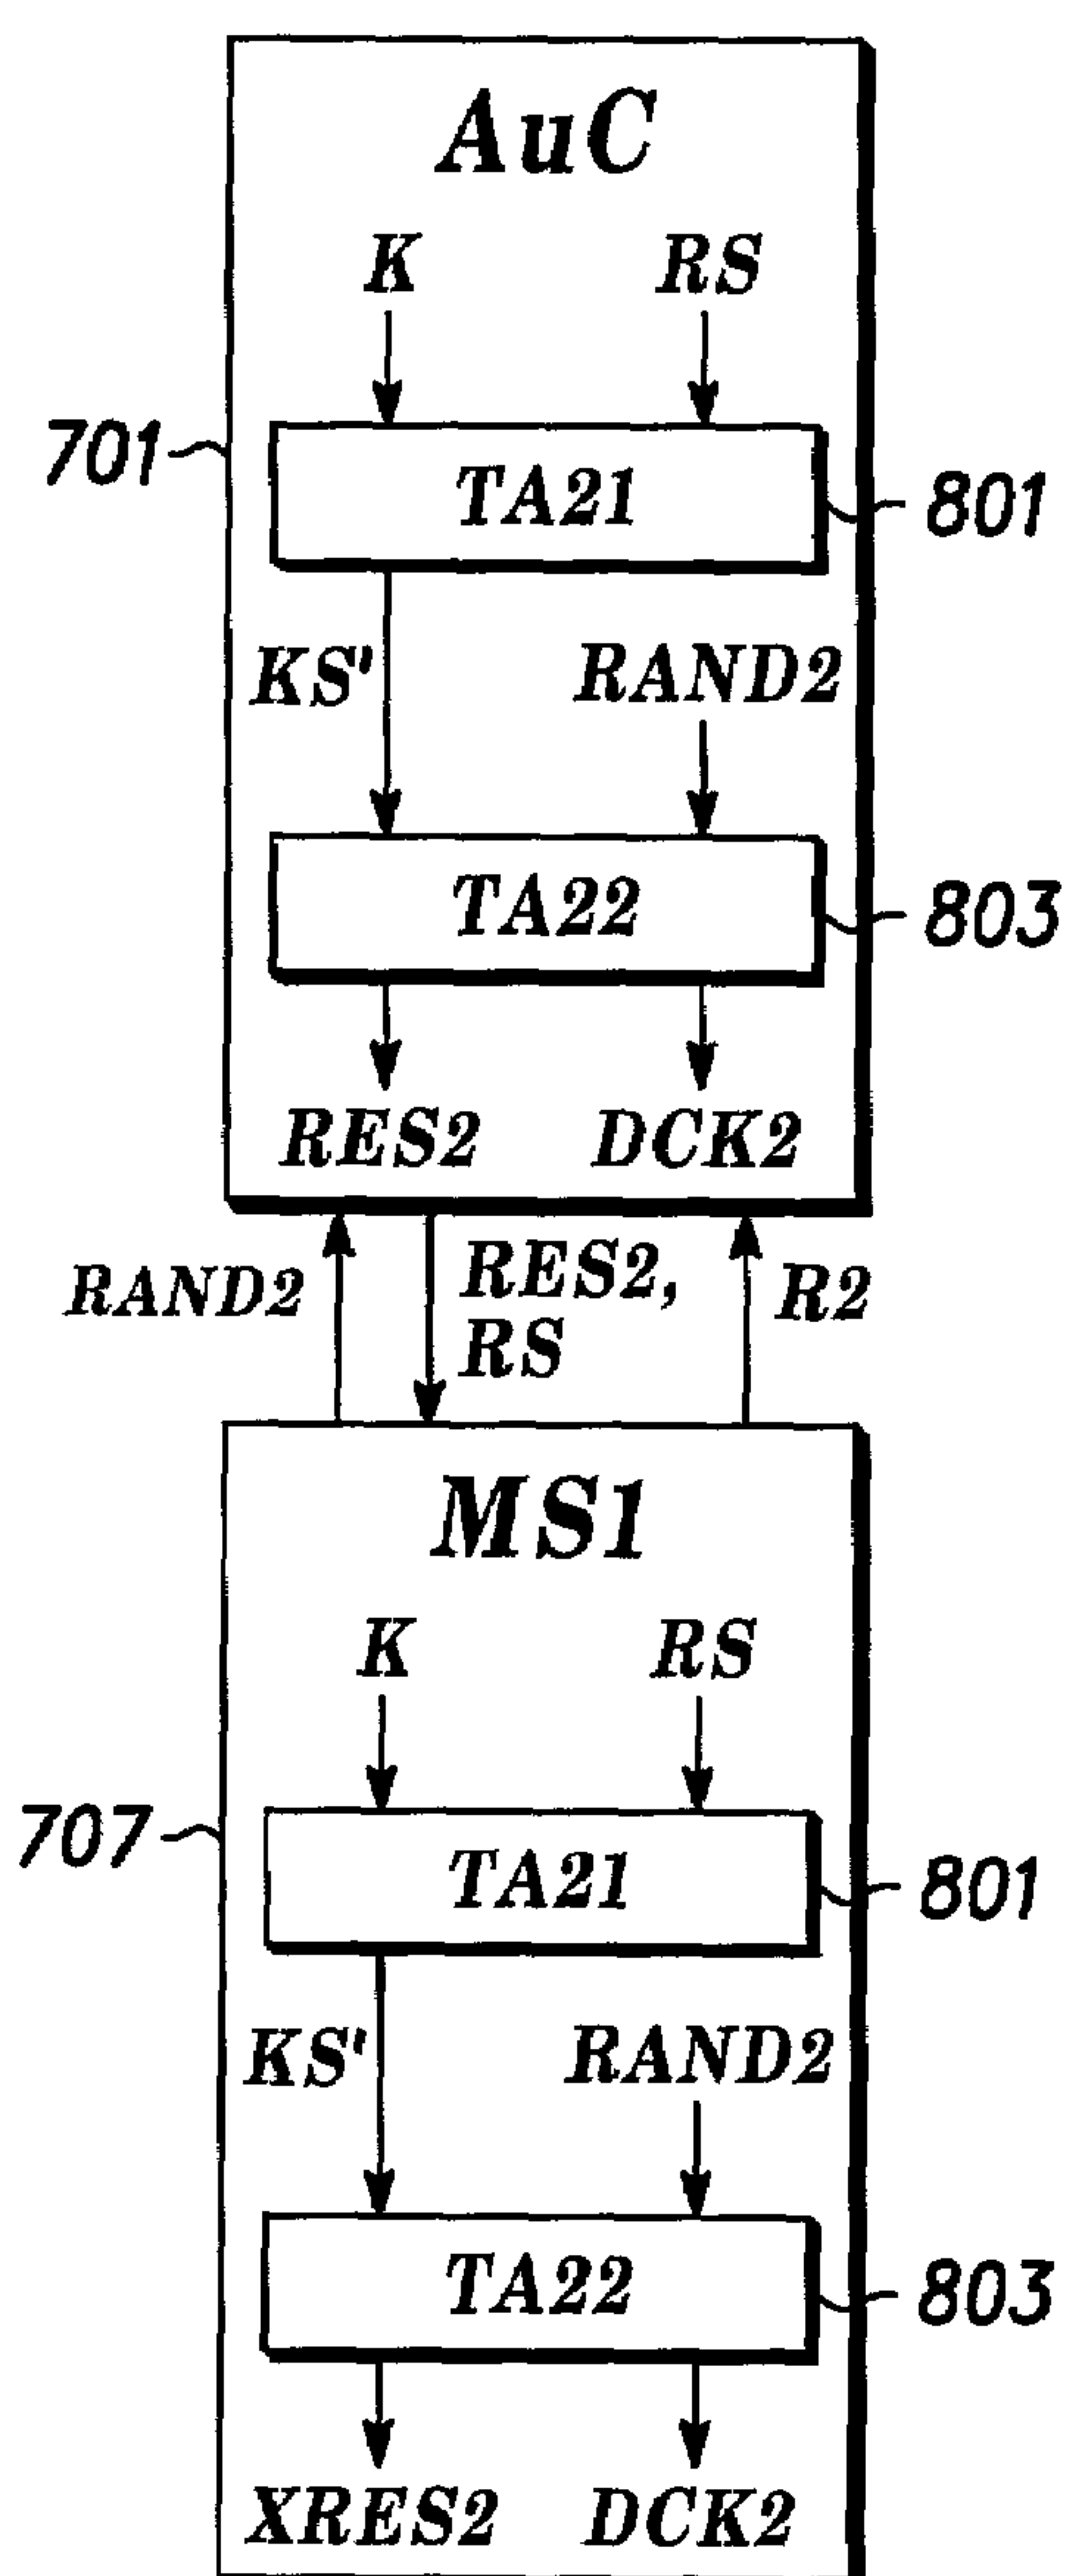 AuC
K RS
701
TA21
801
KS' RAND2
TA22
803
RES2 DCK2
RAND2
RES2,
RS
R2
MS1
K RS
707
TA21
801
KS' RAND2
TA22
803
XRES2 DCK2